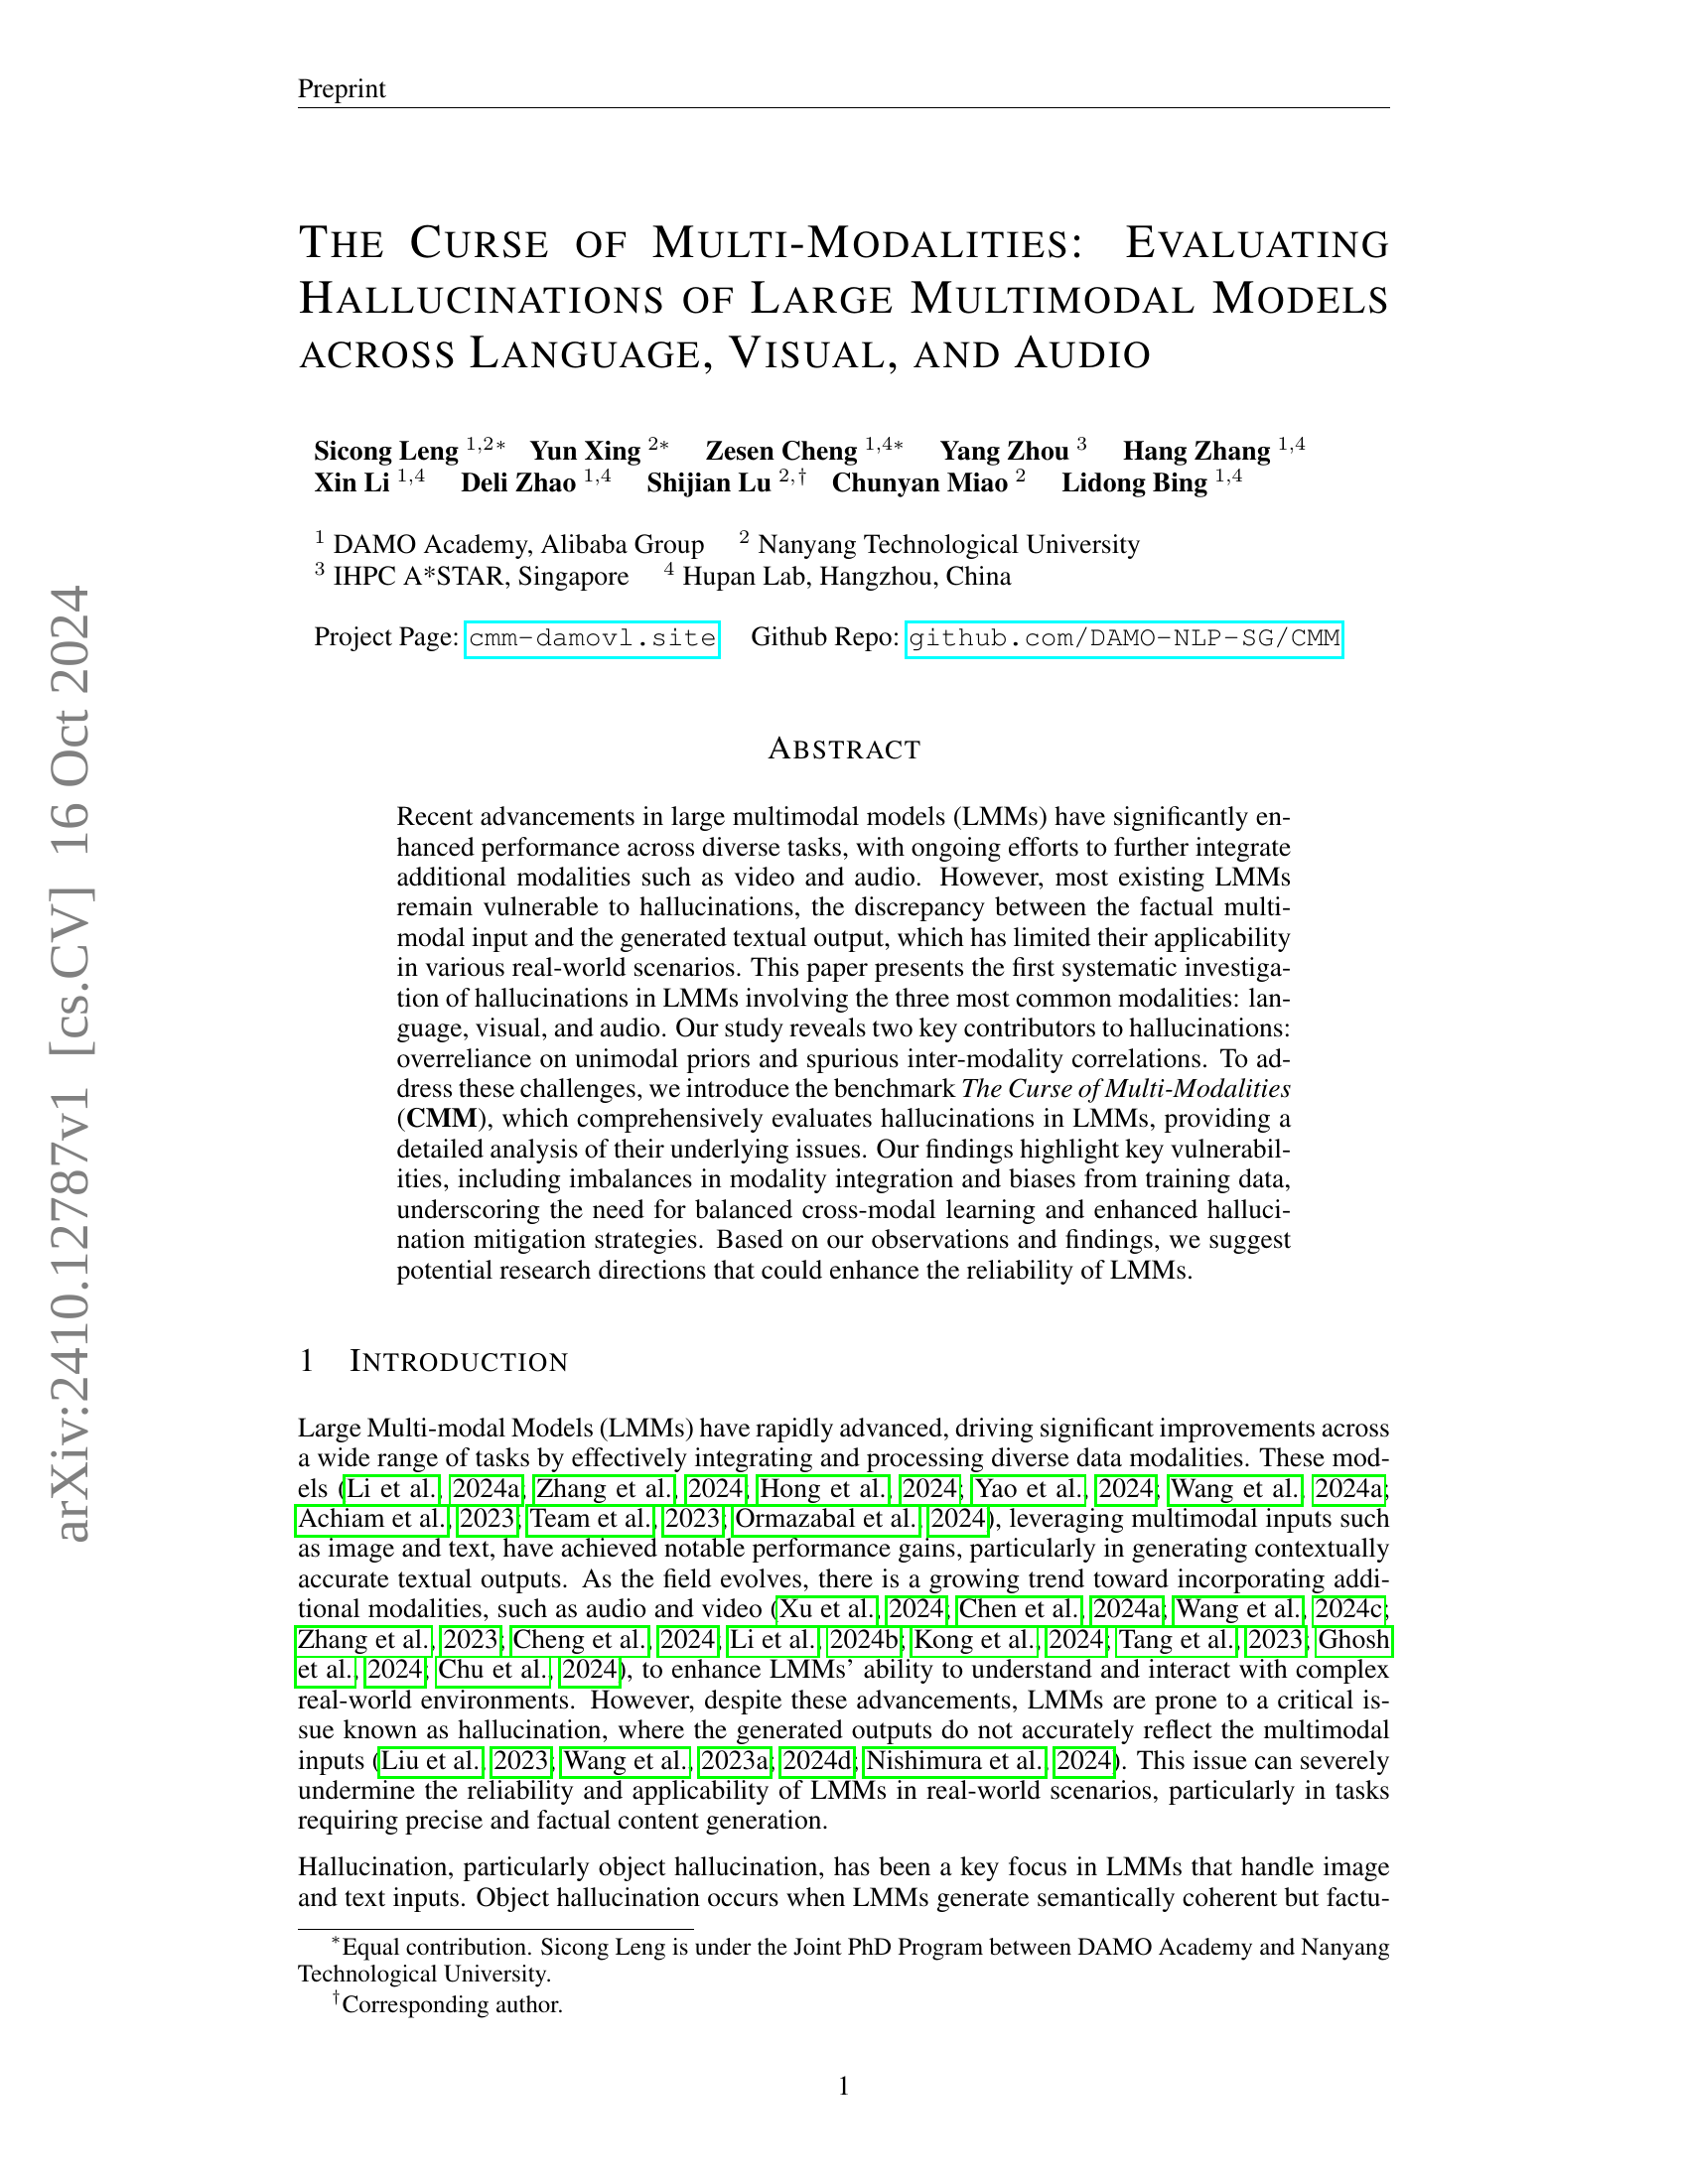 Preprint
THE CURSE OF MULTI-MODALITIES: EVALUATING
HALLUCINATIONS OF LARGE MULTIMODAL MODELS
ACROSS LANGUAGE, VISUAL, AND AUDIO
Sicong Leng 1,2* Yun Xing 2* Zesen Cheng 1,4* Yang Zhou 3 Hang Zhang 1,4
Xin Li 1,4 Deli Zhao 1,4 Shijian Lu 2,† Chunyan Miao 2 Lidong Bing 1,4
1 DAMO Academy, Alibaba Group 2 Nanyang Technological University
3 IHPC A*STAR, Singapore 4 Hupan Lab, Hangzhou, China
Project Page: cmm-damovl.site Github Repo: github.com/DAMO-NLP-SG/CMM
ABSTRACT
Recent advancements in large multimodal models (LMMs) have significantly en-
hanced performance across diverse tasks, with ongoing efforts to further integrate
additional modalities such as video and audio. However, most existing LMMs
remain vulnerable to hallucinations, the discrepancy between the factual multi-
modal input and the generated textual output, which has limited their applicability
in various real-world scenarios. This paper presents the first systematic investiga-
tion of hallucinations in LMMs involving the three most common modalities: lan-
guage, visual, and audio. Our study reveals two key contributors to hallucinations:
overreliance on unimodal priors and spurious inter-modality correlations. To ad-
dress these challenges, we introduce the benchmark The Curse of Multi-Modalities
(CMM), which comprehensively evaluates hallucinations in LMMs, providing a
detailed analysis of their underlying issues. Our findings highlight key vulnerabil-
ities, including imbalances in modality integration and biases from training data,
underscoring the need for balanced cross-modal learning and enhanced halluci-
nation mitigation strategies. Based on our observations and findings, we suggest
potential research directions that could enhance the reliability of LMMs.
1 INTRODUCTION
Large Multi-modal Models (LMMs) have rapidly advanced, driving significant improvements across
a wide range of tasks by effectively integrating and processing diverse data modalities. These mod-
els (Li et al., 2024a; Zhang et al., 2024; Hong et al., 2024; Yao et al., 2024; Wang et al., 2024a;
Achiam et al., 2023; Team et al., 2023; Ormazabal et al., 2024), leveraging multimodal inputs such
as image and text, have achieved notable performance gains, particularly in generating contextually
accurate textual outputs. As the field evolves, there is a growing trend toward incorporating addi-
tional modalities, such as audio and video (Xu et al., 2024; Chen et al., 2024a; Wang et al., 2024c;
Zhang et al., 2023; Cheng et al., 2024; Li et al., 2024b; Kong et al., 2024; Tang et al., 2023; Ghosh
et al., 2024; Chu et al., 2024), to enhance LMMs' ability to understand and interact with complex
real-world environments. However, despite these advancements, LMMs are prone to a critical is-
sue known as hallucination, where the generated outputs do not accurately reflect the multimodal
inputs (Liu et al., 2023; Wang et al., 2023a; 2024d; Nishimura et al., 2024). This issue can severely
undermine the reliability and applicability of LMMs in real-world scenarios, particularly in tasks
requiring precise and factual content generation.
Hallucination, particularly object hallucination, has been a key focus in LMMs that handle image
and text inputs. Object hallucination occurs when LMMs generate semantically coherent but factu-
*Equal contribution. Sicong Leng is under the Joint PhD Program between DAMO Academy and Nanyang
Technological University.
†Corresponding author.
1
arXiv:2410.12787v1 [cs.CV] 16 Oct 2024